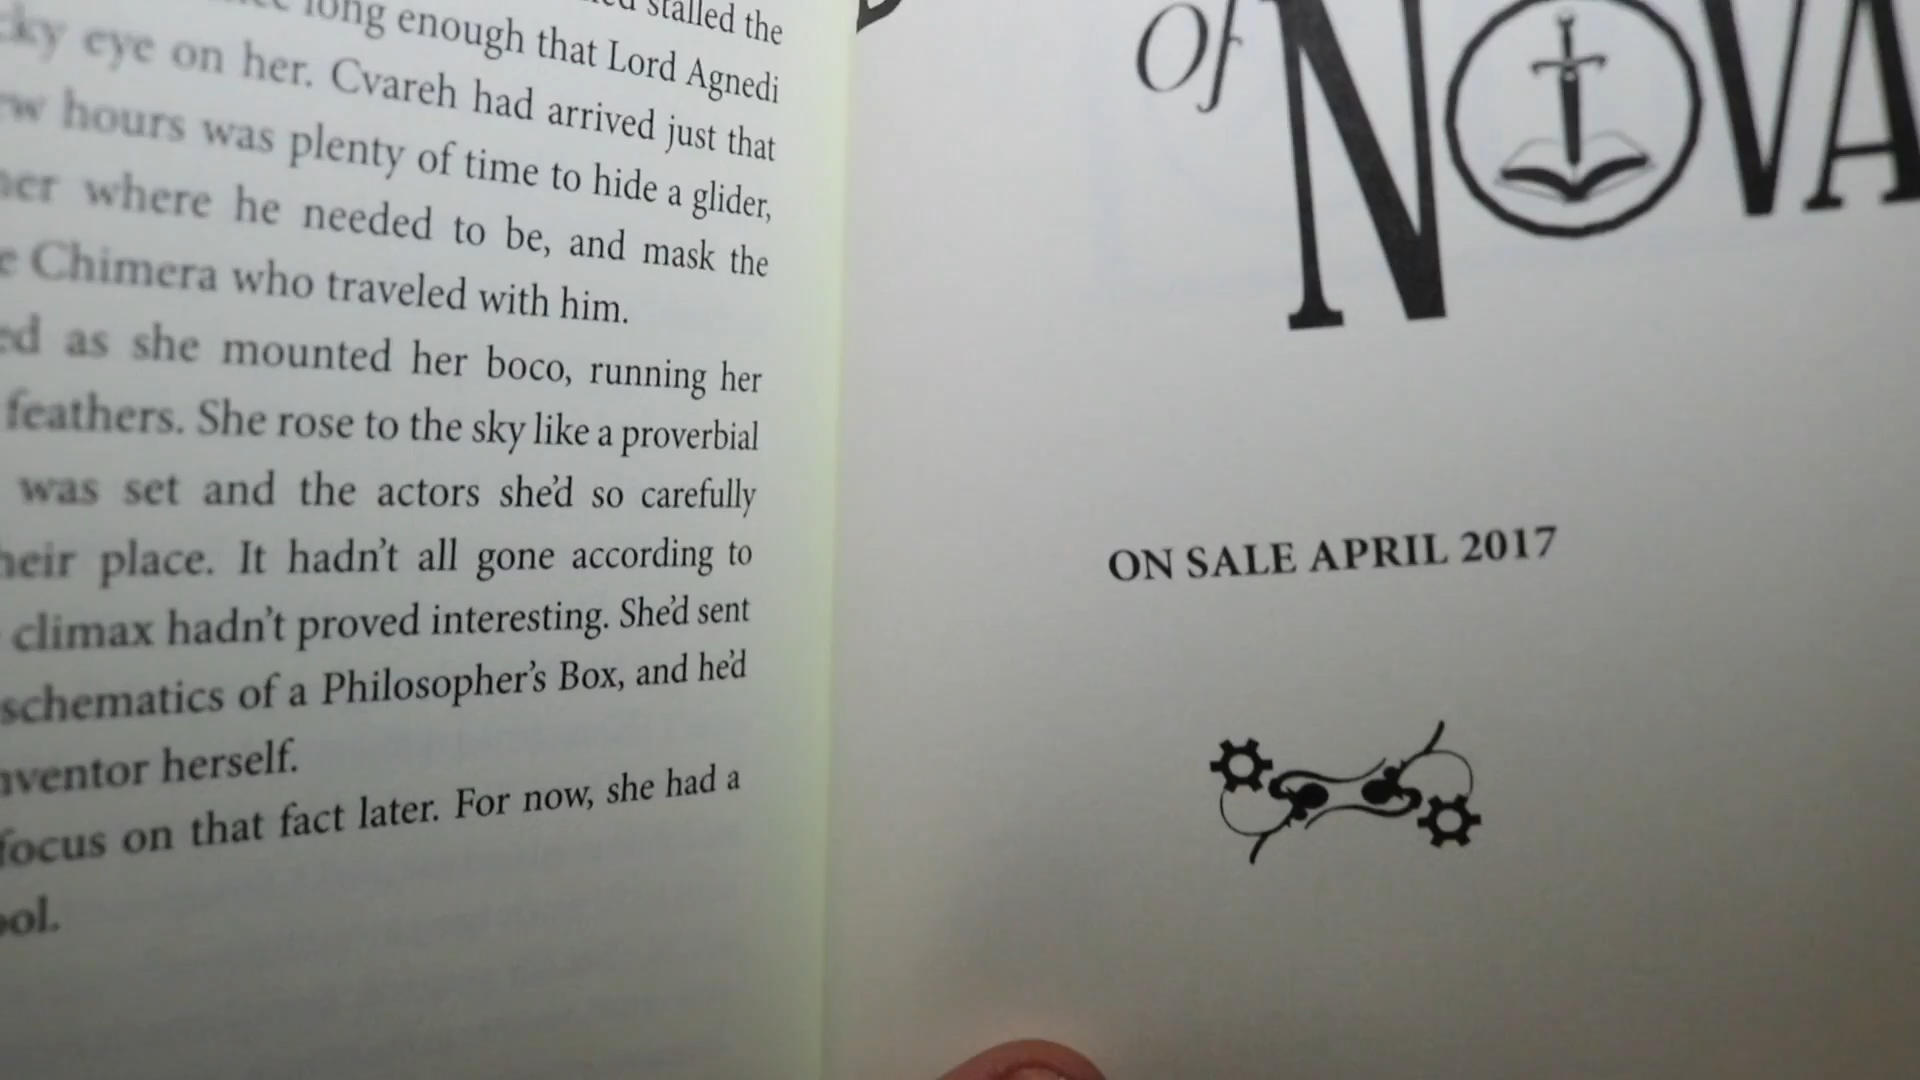 stalled the
long enough that Lord Agnedi
eye on her. Cvareh had arrived just that
hours was plenty of time to hide a glider,
where he needed to be, and mask the
Chimera who traveled with him.
as she mounted her boco, running her
feathers. She rose to the sky like a proverbial
was set and the actors she'd so carefully
place. It hadn't all gone according to
climax hadn't proved interesting. She'd sent
schematics of a Philosopher's Box, and he'd
herself.
focus on that fact later. For now, she had a
Of
NOVA
ON SALE APRIL 2017